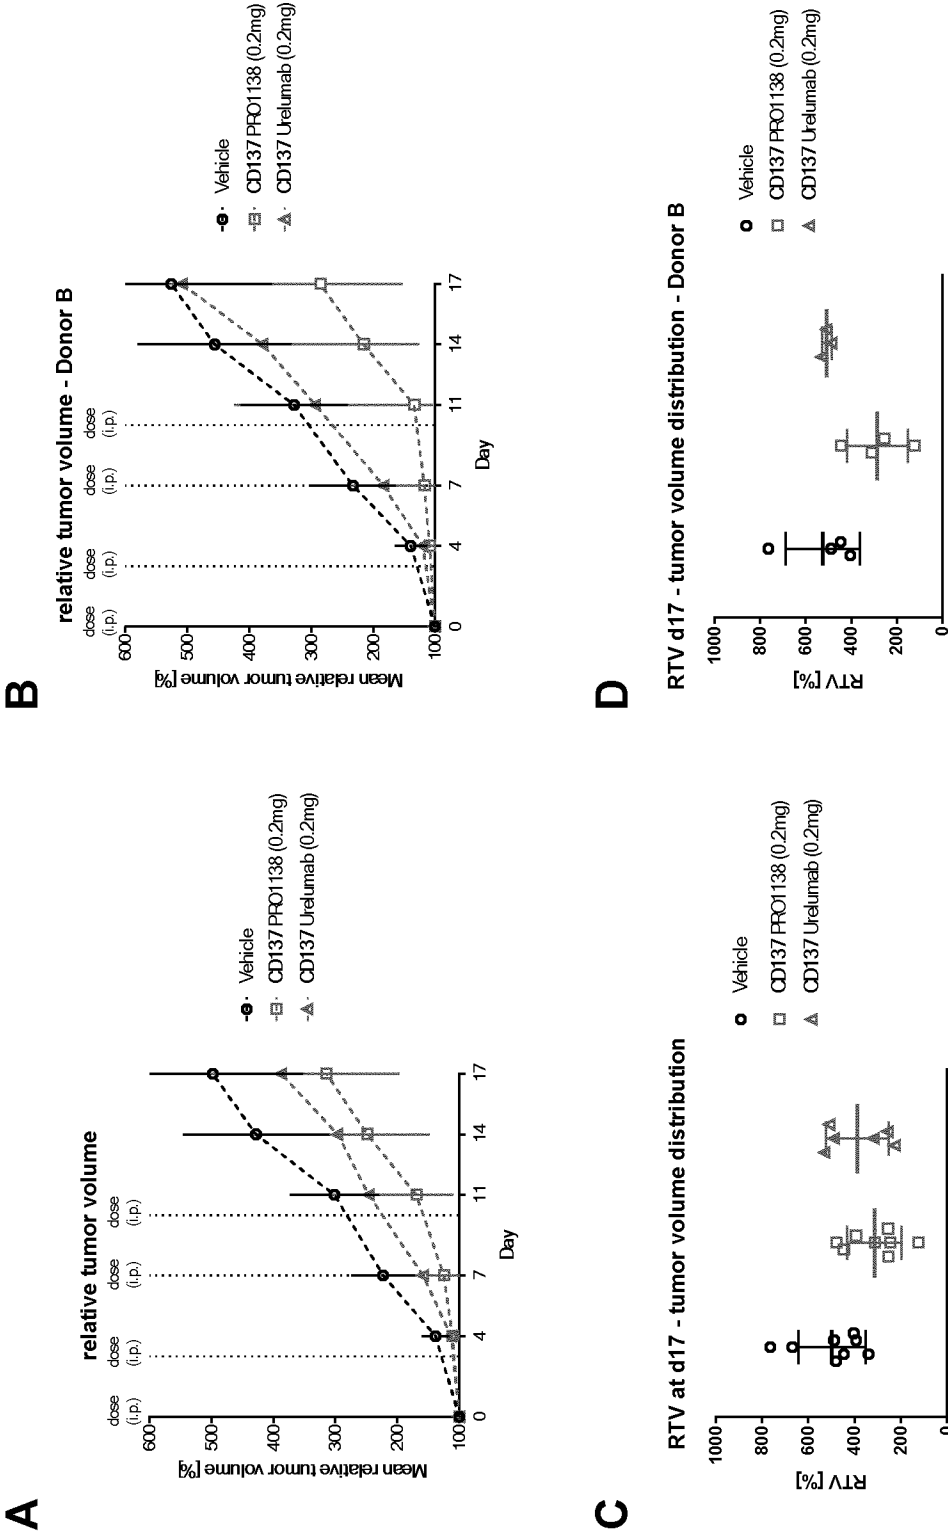 A
relative tumor volume
dose
(i.p.)
dose
(i.p.)
dose
(i.p.)
dose
(i.p.)
Mean relative tumor volume [%]
600
500
400
300
200
100
0
4
7
11
14
17
Day
Vehicle
CD137 PRO1138 (0.2mg)
CD137 Urelumab (0.2mg)
B
relative tumor volume - Donor B
dose
(i.p.)
dose
(i.p.)
dose
(i.p.)
dose
(i.p.)
Mean relative tumor volume [%]
600
500
400
300
200
100
0
4
7
11
14
17
Day
Vehicle
CD137 PRO1138 (0.2mg)
CD137 Urelumab (0.2mg)
C
RTV at d17 - tumor volume distribution
RTV [%]
1000
800
600
400
200
0
Vehicle
CD137 PRO1138 (0.2mg)
CD137 Urelumab (0.2mg)
D
RTV d17 - tumor volume distribution - Donor B
RTV [%]
1000
800
600
400
200
0
Vehicle
CD137 PRO1138 (0.2mg)
CD137 Urelumab (0.2mg)